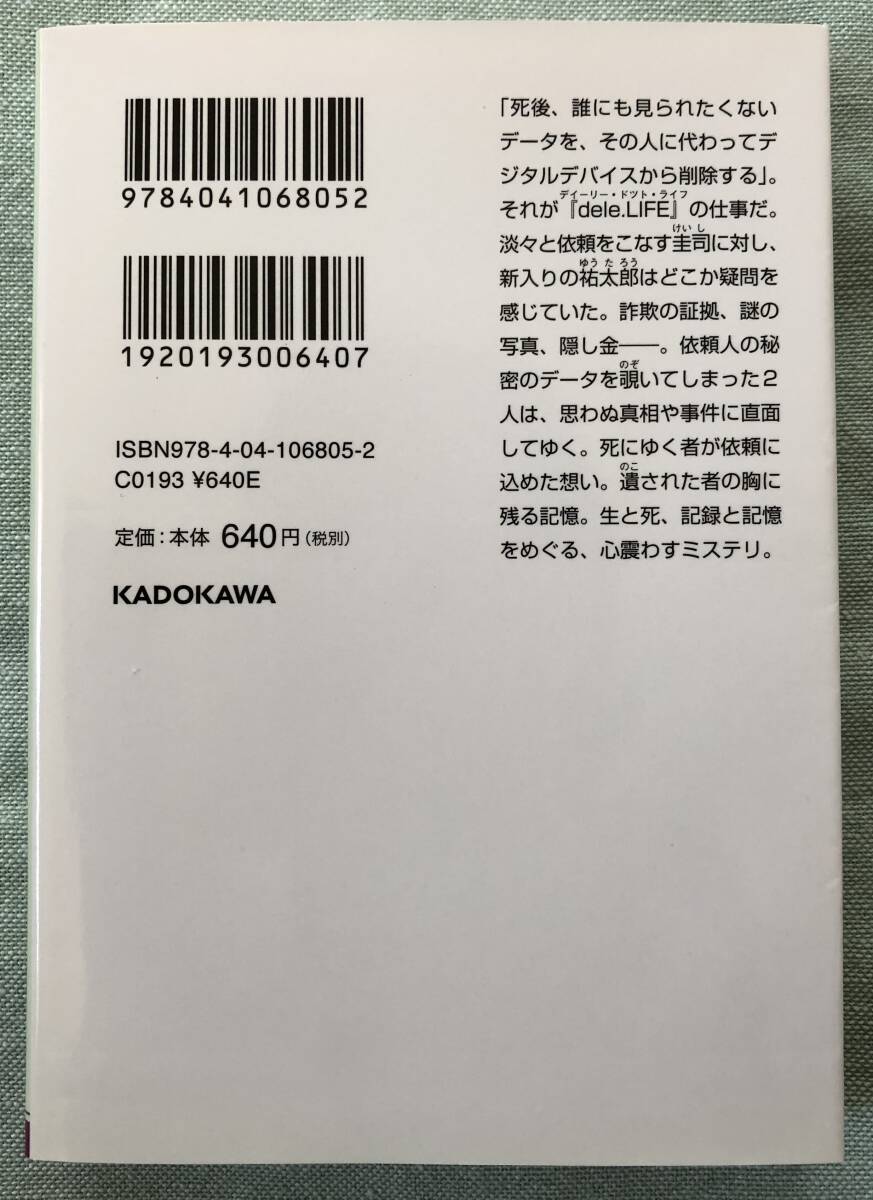 9784041068052
1920193006407
ISBN978-4-04-106805-2
C0193 ¥640E
定価：本体 640円（税別）
KADOKAWA
「死後、誰にも見られたくない
データを、その人に代わってデ
ジタルデバイスから削除する」。
ディーリー・ドット・ライフ
それが『dele.LIFE』の仕事だ。
けいし
淡々と依頼をこなす圭司に対し、
ゆうたろう
新入りの祐太郎はどこか疑問を
感じていた。詐欺の証拠、謎の
写真、隠し金――。依頼人の秘
のぞ
密のデータを覗いてしまった2
人は、思わぬ真相や事件に直面
してゆく。死にゆく者が依頼に
のこ
込めた想い。遺された者の胸に
残る記憶。生と死、記録と記憶
をめぐる、心震わすミステリ。